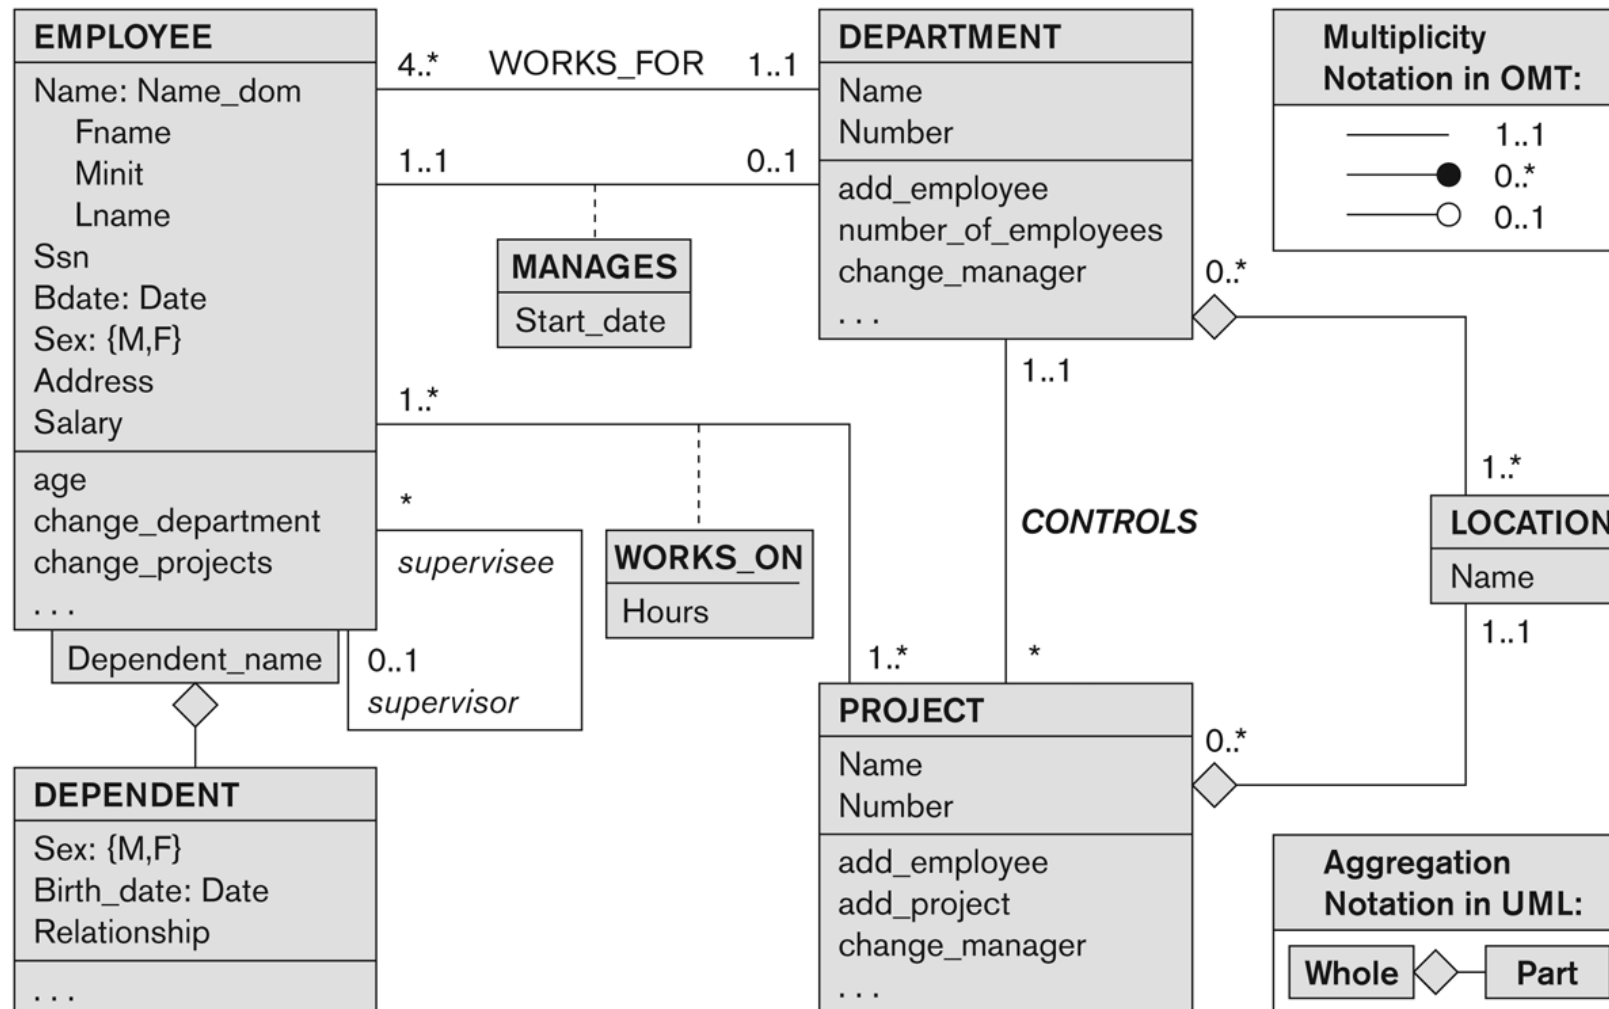 EMPLOYEE
Name: Name_dom
Fname
Minit
Lname
Ssn
Bdate: Date
Sex: {M,F}
Address
Salary
age
change_department
change_projects
. . .
Dependent_name
DEPENDENT
Sex: {M,F}
Birth_date: Date
Relationship
. . .
4..* WORKS_FOR 1..1
1..1 0..1
MANAGES
Start_date
1..*
*
supervisee
0..1
supervisor
WORKS_ON
Hours
1..*
DEPARTMENT
Name
Number
add_employee
number_of_employees
change_manager
. . .
0..*
1..1
CONTROLS
*
PROJECT
Name
Number
add_employee
add_project
change_manager
. . .
0..*
1..*
LOCATION
Name
1..1
Multiplicity
Notation in OMT:
1..1
0..*
0..1
Aggregation
Notation in UML:
Whole Part